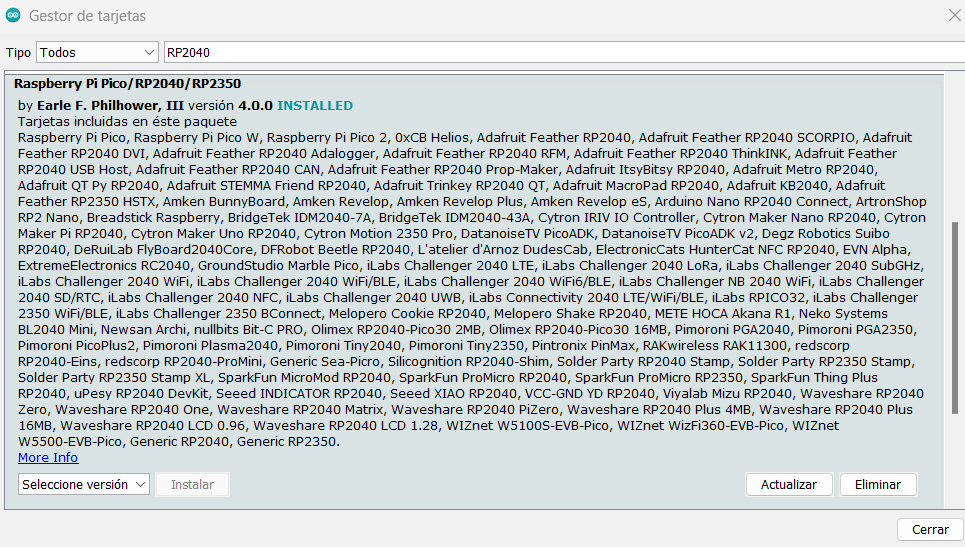 Gestor de tarjetas
Tipo Todos RP2040
Raspberry Pi Pico/RP2040/RP2350
by Earle F. Philhower, III versión 4.0.0 INSTALLED
Tarjetas incluidas en éste paquete
Raspberry Pi Pico, Raspberry Pi Pico W, Raspberry Pi Pico 2, 0xCB Helios, Adafruit Feather RP2040, Adafruit Feather RP2040 SCORPIO, Adafruit
Feather RP2040 DVI, Adafruit Feather RP2040 Adalogger, Adafruit Feather RP2040 RFM, Adafruit Feather RP2040 ThinkINK, Adafruit Feather
RP2040 USB Host, Adafruit Feather RP2040 CAN, Adafruit Feather RP2040 Prop-Maker, Adafruit ItsyBitsy RP2040, Adafruit Metro RP2040,
Adafruit QT Py RP2040, Adafruit STEMMA Friend RP2040, Adafruit Trinkey RP2040 QT, Adafruit MacroPad RP2040, Adafruit KB2040, Adafruit
Feather RP2350 HSTX, Amken BunnyBoard, Amken Revelop, Amken Revelop Plus, Amken Revelop eS, Arduino Nano RP2040 Connect, ArtronShop
RP2 Nano, Breadstick Raspberry, BridgeTek IDM2040-7A, BridgeTek IDM2040-43A, Cytron IRIV IO Controller, Cytron Maker Nano RP2040, Cytron
Maker Pi RP2040, Cytron Maker Uno RP2040, Cytron Motion 2350 Pro, DatanoiseTV PicoADK, DatanoiseTV PicoADK v2, Degz Robotics Suibo
RP2040, DeRuiLab FlyBoard2040Core, DFRobot Beetle RP2040, L'atelier d'Arnoz DudesCab, ElectronicCats HunterCat NFC RP2040, EVN Alpha,
ExtremeElectronics RC2040, GroundStudio Marble Pico, iLabs Challenger 2040 LTE, iLabs Challenger 2040 LoRa, iLabs Challenger 2040 SubGHz,
iLabs Challenger 2040 WiFi, iLabs Challenger 2040 WiFi/BLE, iLabs Challenger 2040 WiFi6/BLE, iLabs Challenger NB 2040 WiFi, iLabs Challenger
2040 SD/RTC, iLabs Challenger 2040 NFC, iLabs Challenger 2040 UWB, iLabs Connectivity 2040 LTE/WiFi/BLE, iLabs RPICO32, iLabs Challenger
2350 WiFi/BLE, iLabs Challenger 2350 BConnect, Melopero Cookie RP2040, Melopero Shake RP2040, METE HOCA Akana R1, Neko Systems
BL2040 Mini, Newsan Archi, nullbits Bit-C PRO, Olimex RP2040-Pico30 2MB, Olimex RP2040-Pico30 16MB, Pimoroni PGA2040, Pimoroni PGA2350,
Pimoroni PicoPlus2, Pimoroni Plasma2040, Pimoroni Tiny2040, Pimoroni Tiny2350, Pintronix PinMax, RAKwireless RAK11300, redscorp
RP2040-Eins, redscorp RP2040-ProMini, Generic Sea-Picro, Silicognition RP2040-Shim, Solder Party RP2040 Stamp, Solder Party RP2350 Stamp,
Solder Party RP2350 Stamp XL, SparkFun MicroMod RP2040, SparkFun ProMicro RP2040, SparkFun ProMicro RP2350, SparkFun Thing Plus
RP2040, uPesy RP2040 DevKit, Seeed INDICATOR RP2040, Seeed XIAO RP2040, VCC-GND YD RP2040, Viyalab Mizu RP2040, Waveshare RP2040
Zero, Waveshare RP2040 One, Waveshare RP2040 Matrix, Waveshare RP2040 PiZero, Waveshare RP2040 Plus 4MB, Waveshare RP2040 Plus
16MB, Waveshare RP2040 LCD 0.96, Waveshare RP2040 LCD 1.28, WIZnet W5100S-EVB-Pico, WIZnet WizFi360-EVB-Pico, WIZnet
W5500-EVB-Pico, Generic RP2040, Generic RP2350.
More Info
Seleccione versión Instalar Actualizar Eliminar
Cerrar